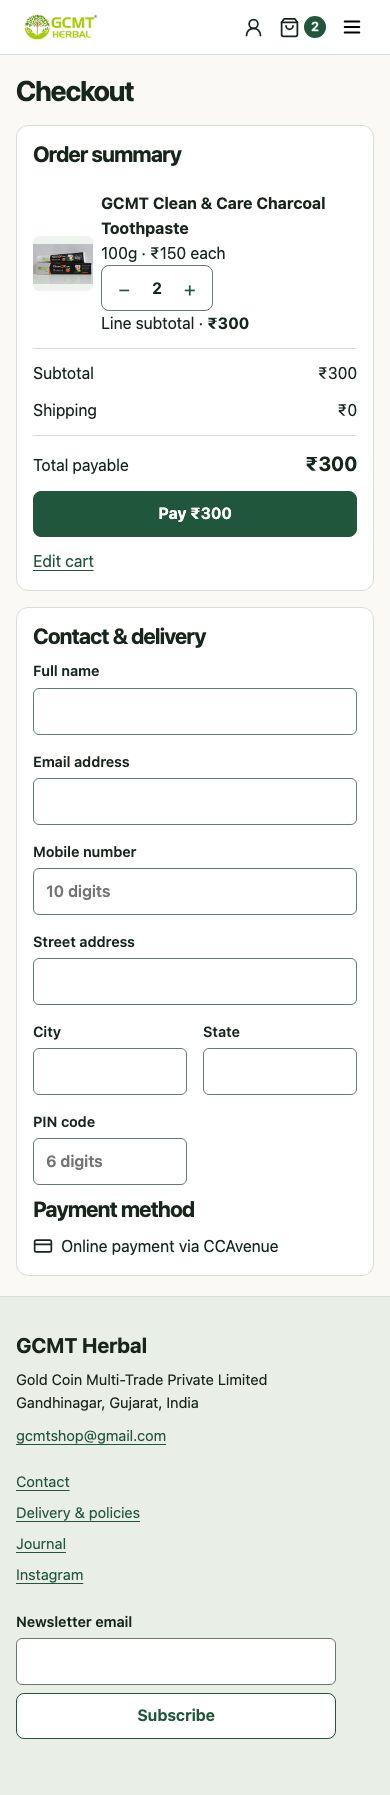 GCMT
HERBAL
2
Checkout
Order summary
GCMT Clean & Care Charcoal
Toothpaste
100g · ₹150 each
− 2 +
Line subtotal · ₹300
Subtotal ₹300
Shipping ₹0
Total payable ₹300
Pay ₹300
Edit cart
Contact & delivery
Full name
Email address
Mobile number
10 digits
Street address
City State
PIN code
6 digits
Payment method
Online payment via CCAvenue
GCMT Herbal
Gold Coin Multi-Trade Private Limited
Gandhinagar, Gujarat, India
gcmtshop@gmail.com
Contact
Delivery & policies
Journal
Instagram
Newsletter email
Subscribe